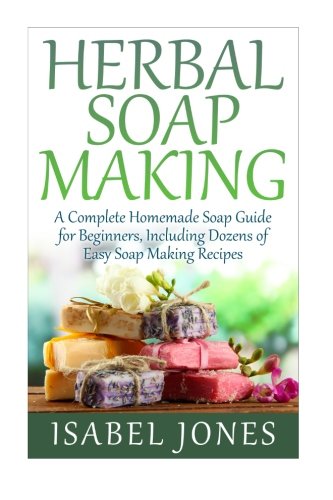 HERBAL
SOAP
MAKING
A Complete Homemade Soap Guide
for Beginners, Including Dozens of
Easy Soap Making Recipes
ISABEL JONES